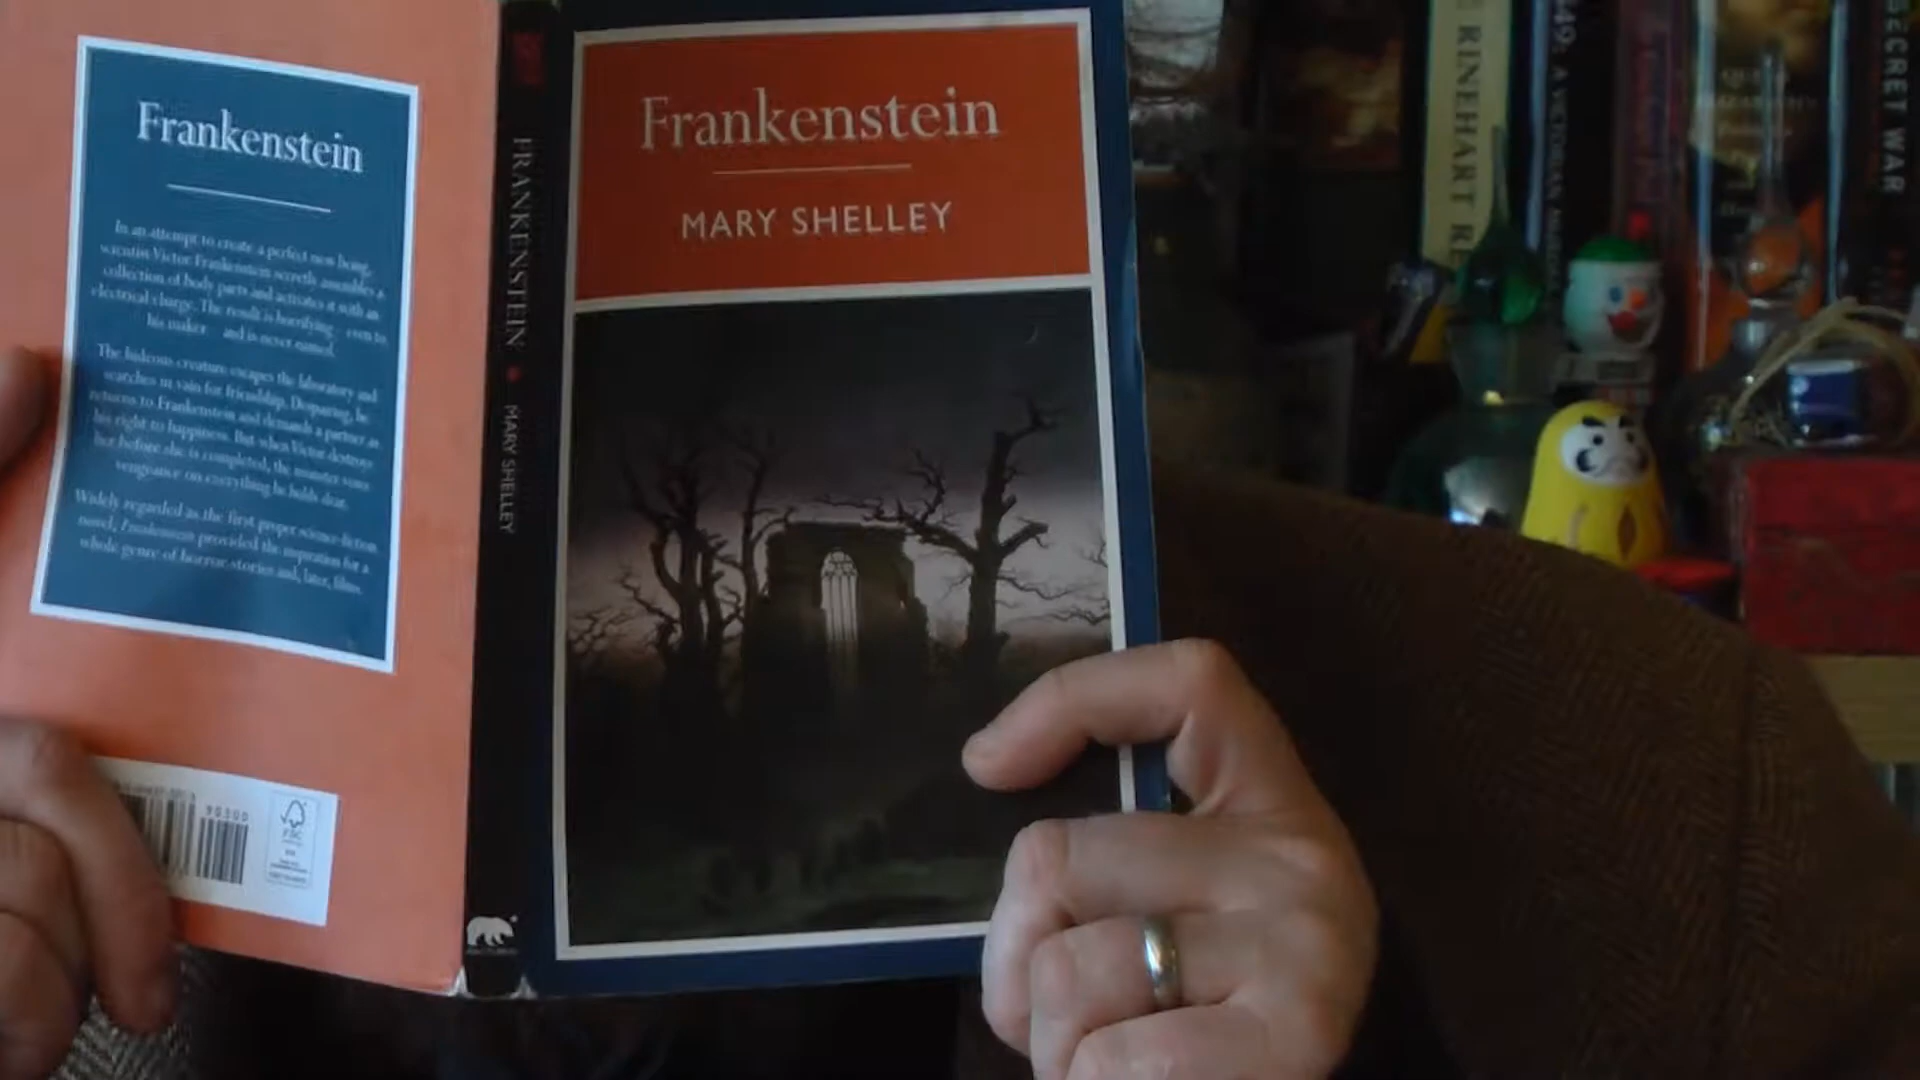 Frankenstein
In an attempt to create a perfect new being,
scientist Victor Frankenstein secretly assembles a
collection of body parts and activates it with an
electrical charge. The result is horrifying – even to
his maker – and is never named.
The hideous creature escapes the laboratory and
searches in vain for friendship. Despairing, he
returns to Frankenstein and demands a partner as
his right to happiness. But when Victor destroys
her before she is completed, the monster vows
vengeance on everything he holds dear.
Widely regarded as the first proper science-fiction
novel, Frankenstein provided the inspiration for a
whole genre of horror stories and, later, films.
90300
FSC
FRANKENSTEIN • MARY SHELLEY
Frankenstein
MARY SHELLEY
RINEHART
49: A VICTORIAN
QUEEN
SECRET WAR